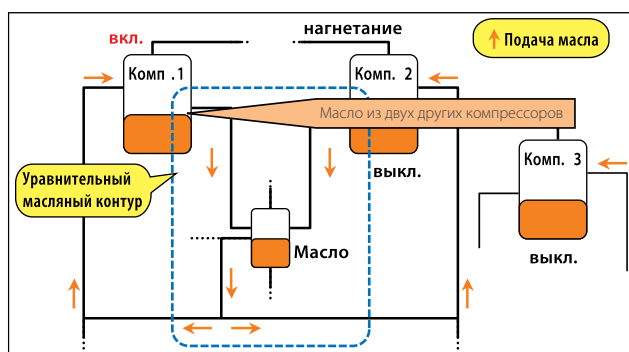 вкл.
нагнетание
Подача масла
Комп .1
Комп. 2
Масло из двух других компрессоров
Комп. 3
выкл.
Уравнительный
масляный контур
Масло
выкл.